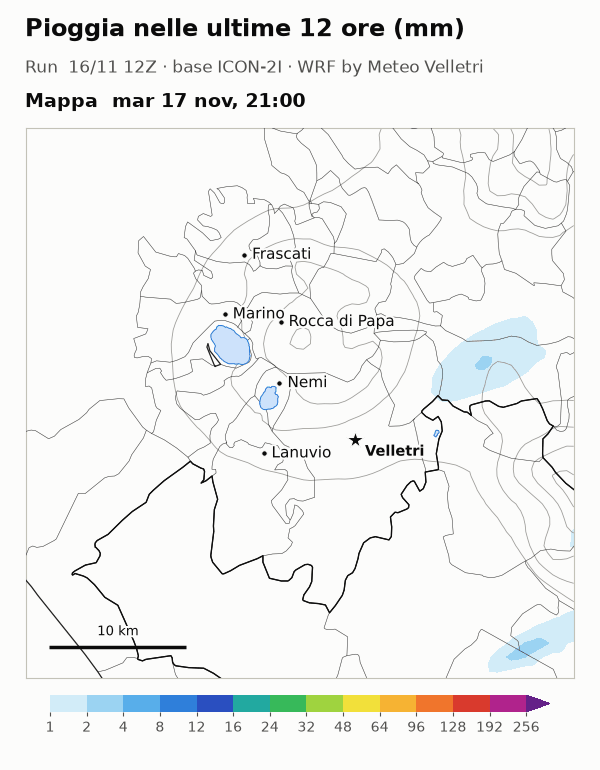 Pioggia nelle ultime 12 ore (mm)
Run  16/11 12Z · base ICON-2I · WRF by Meteo Velletri
Mappa  mar 17 nov, 21:00
Frascati
Marino
Rocca di Papa
Nemi
Velletri
Lanuvio
10 km
1 2 4 8 12 16 24 32 48 64 96 128 192 256